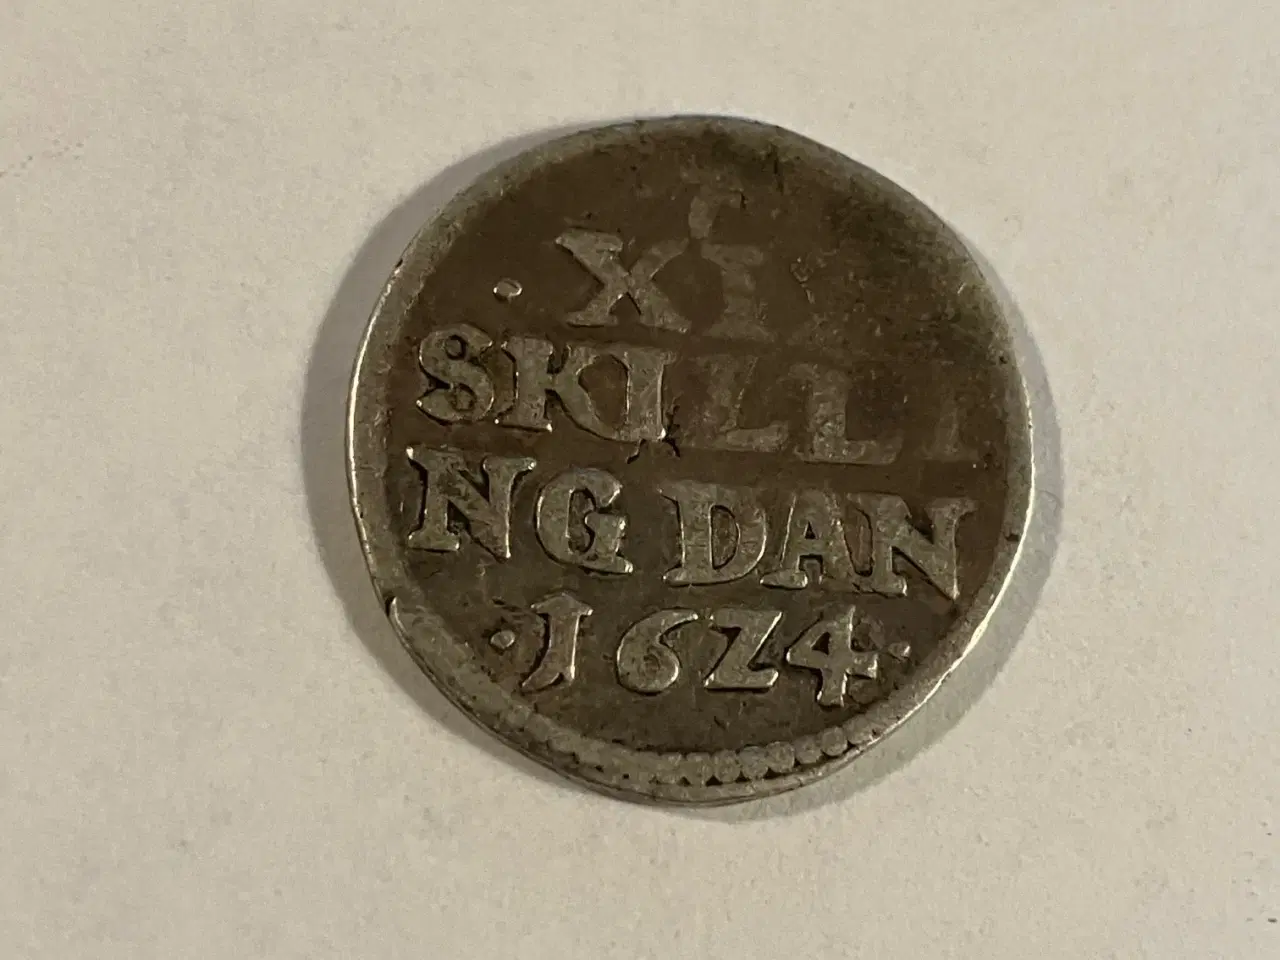 · XI
SKILLI
NG DAN
· 1624 ·